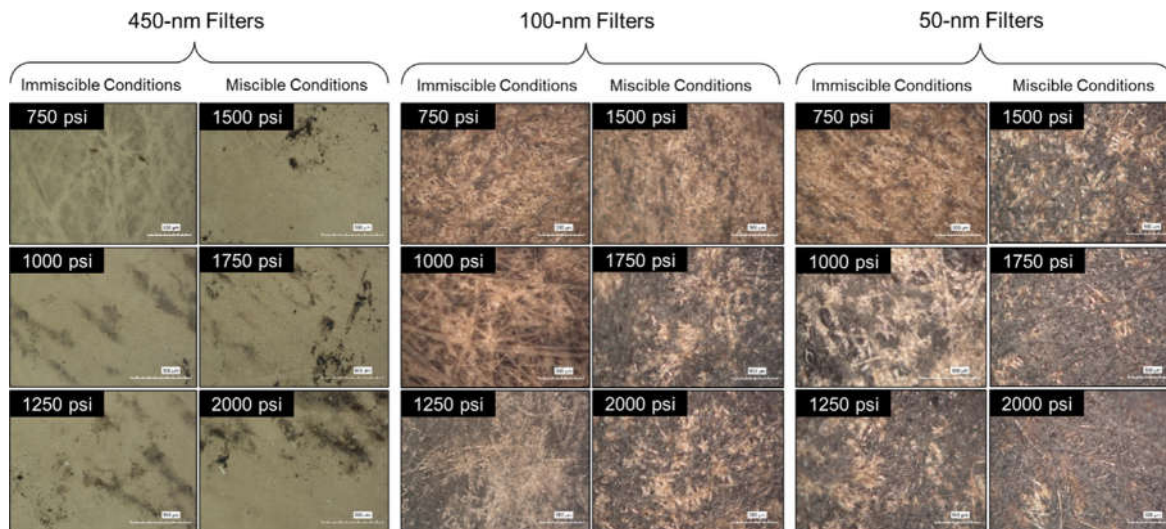 450-nm Filters
100-nm Filters
50-nm Filters
Immiscible Conditions
Miscible Conditions
Immiscible Conditions
Miscible Conditions
Immiscible Conditions
Miscible Conditions
750 psi
1500 psi
750 psi
1500 psi
750 psi
1500 psi
1000 psi
1750 psi
1000 psi
1750 psi
1000 psi
1750 psi
1250 psi
2000 psi
1250 psi
2000 psi
1250 psi
2000 psi